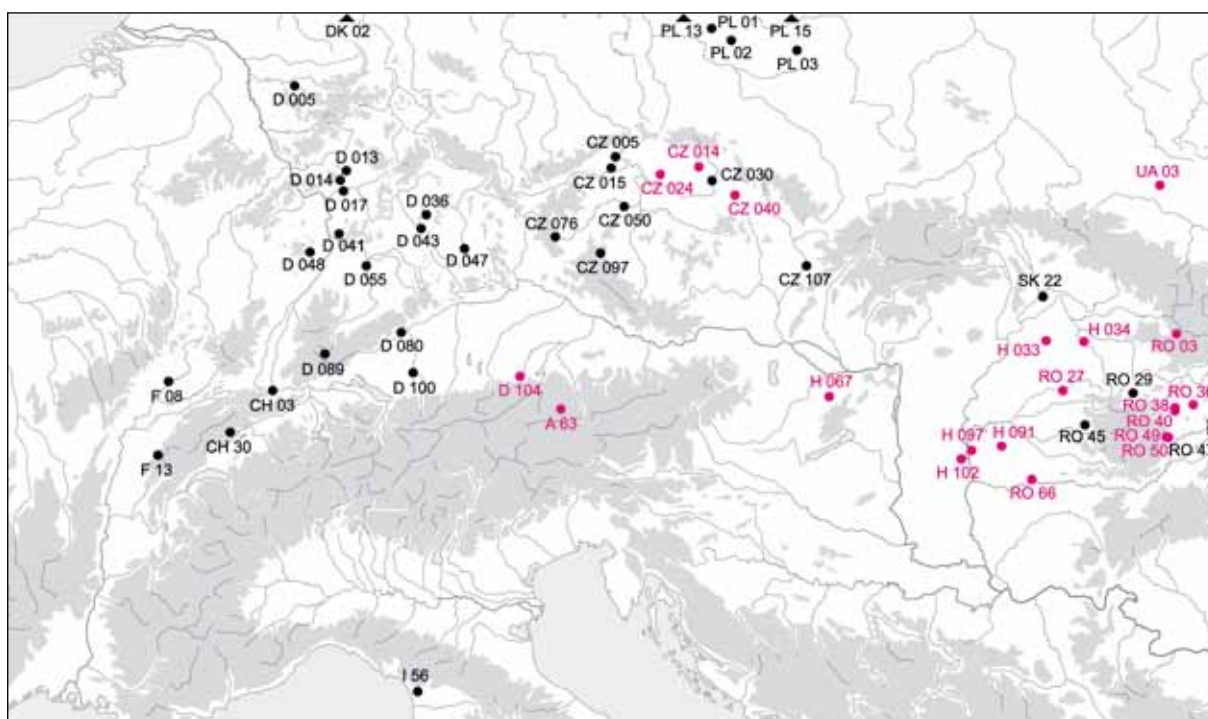 DK 02
PL 13
PL 01
PL 15
PL 02
PL 03
D 005
CZ 005
CZ 014
D 013
D 014
CZ 015
CZ 024
CZ 030
UA 03
D 017
CZ 040
D 036
CZ 050
CZ 076
D 041
D 043
D 048
D 047
CZ 097
D 055
CZ 107
SK 22
H 034
H 033
RO 03
D 080
D 089
D 100
D 104
RO 27
RO 29
F 08
CH 03
A 63
H 067
RO 36
RO 38
RO 40
CH 30
H 097
H 091
RO 45
RO 49
RO 50
F 13
H 102
RO 66
I 56